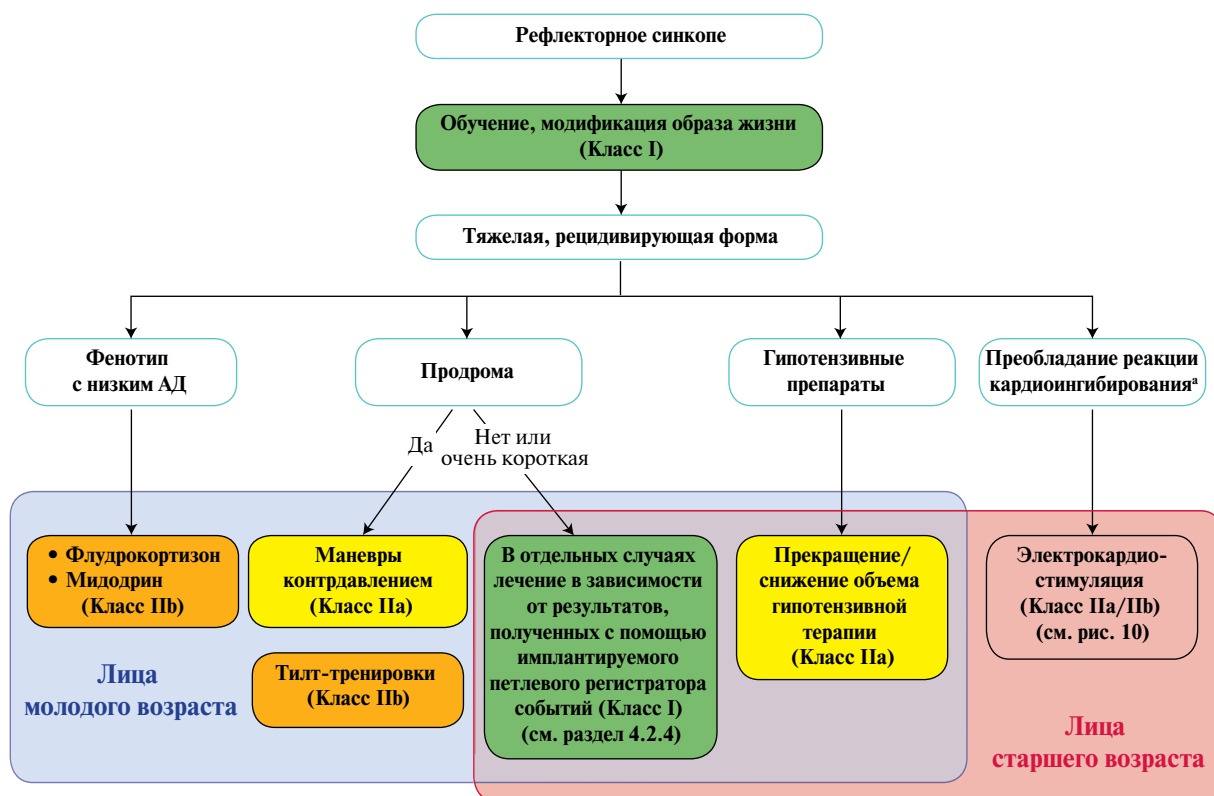 Рефлекторное синкопе
Обучение, модификация образа жизни
(Класс I)
Тяжелая, рецидивирующая форма
Фенотип
с низким АД
Продрома
Гипотензивные
препараты
Преобладание реакции
кардиоингибированияᵃ
Да
Нет или
очень короткая
• Флудрокортизон
• Мидодрин
(Класс IIb)
Маневры
контрдавлением
(Класс IIa)
Тилт-тренировки
(Класс IIb)
В отдельных случаях
лечение в зависимости
от результатов,
полученных с помощью
имплантируемого
петлевого регистратора
событий (Класс I)
(см. раздел 4.2.4)
Прекращение/
снижение объема
гипотензивной
терапии
(Класс IIa)
Электрокардио-
стимуляция
(Класс IIa/IIb)
(см. рис. 10)
Лица
молодого возраста
Лица
старшего возраста